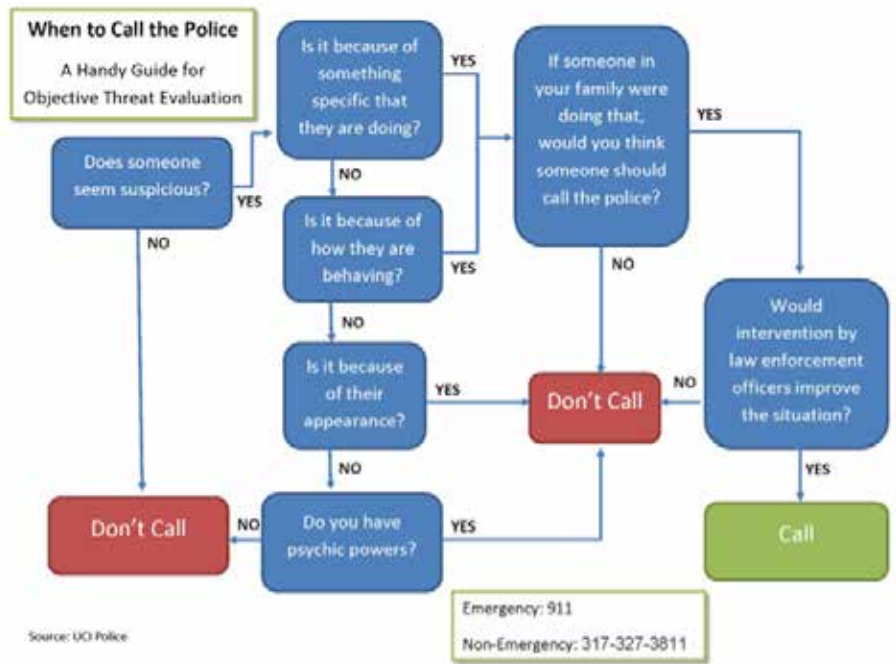 When to Call the Police
A Handy Guide for
Objective Threat Evaluation
Does someone
seem suspicious?
YES
NO
Is it because of
something
specific that
they are doing?
YES
NO
Is it because of
how they are
behaving?
YES
NO
Is it because
of their
appearance?
YES
NO
Do you have
psychic powers?
NO
YES
Don't Call
If someone in
your family were
doing that,
would you think
someone should
call the police?
YES
NO
Don't Call
Would
intervention by
law enforcement
officers improve
the situation?
NO
YES
Call
Emergency: 911
Non-Emergency: 317-327-3811
Source: UCI Police